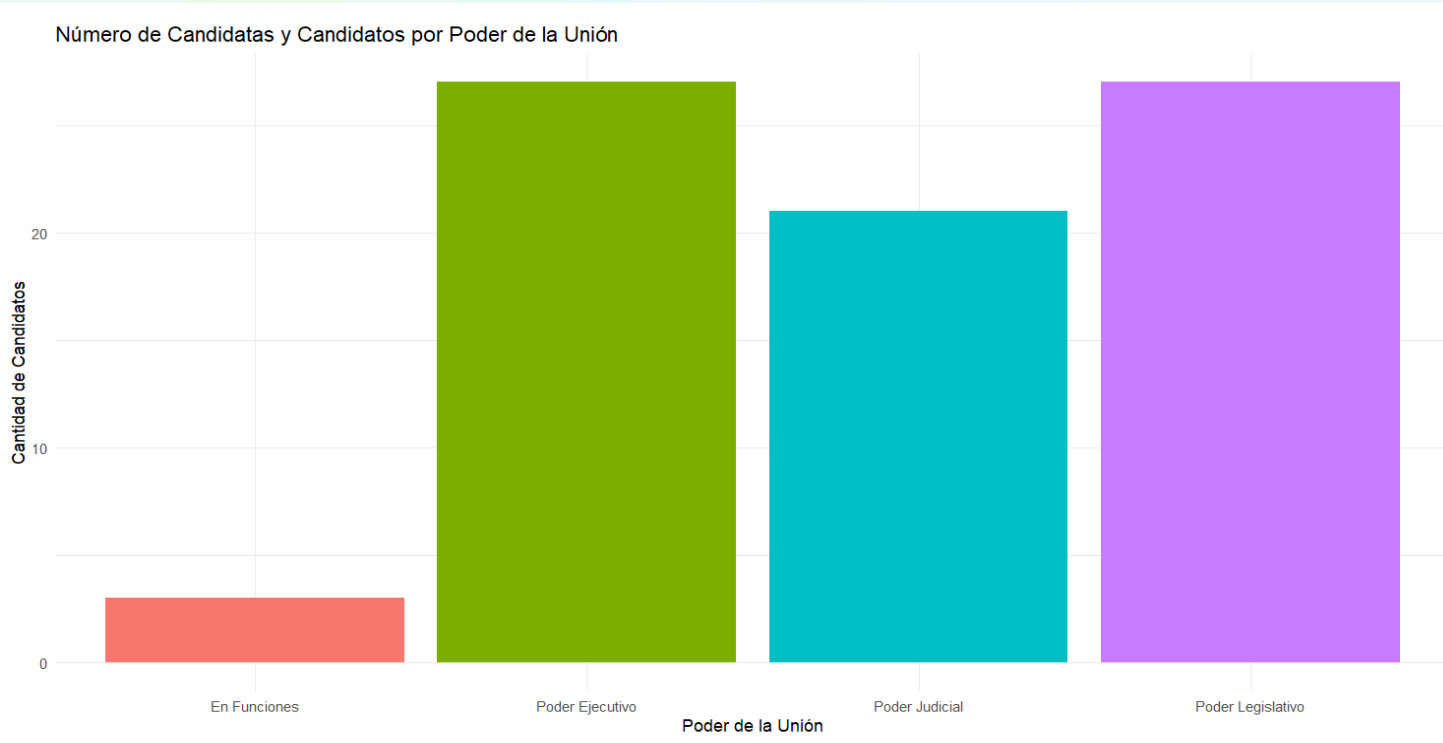 Número de Candidatas y Candidatos por Poder de la Unión
Cantidad de Candidatos
20
10
0
En Funciones
Poder Ejecutivo
Poder Judicial
Poder Legislativo
Poder de la Unión